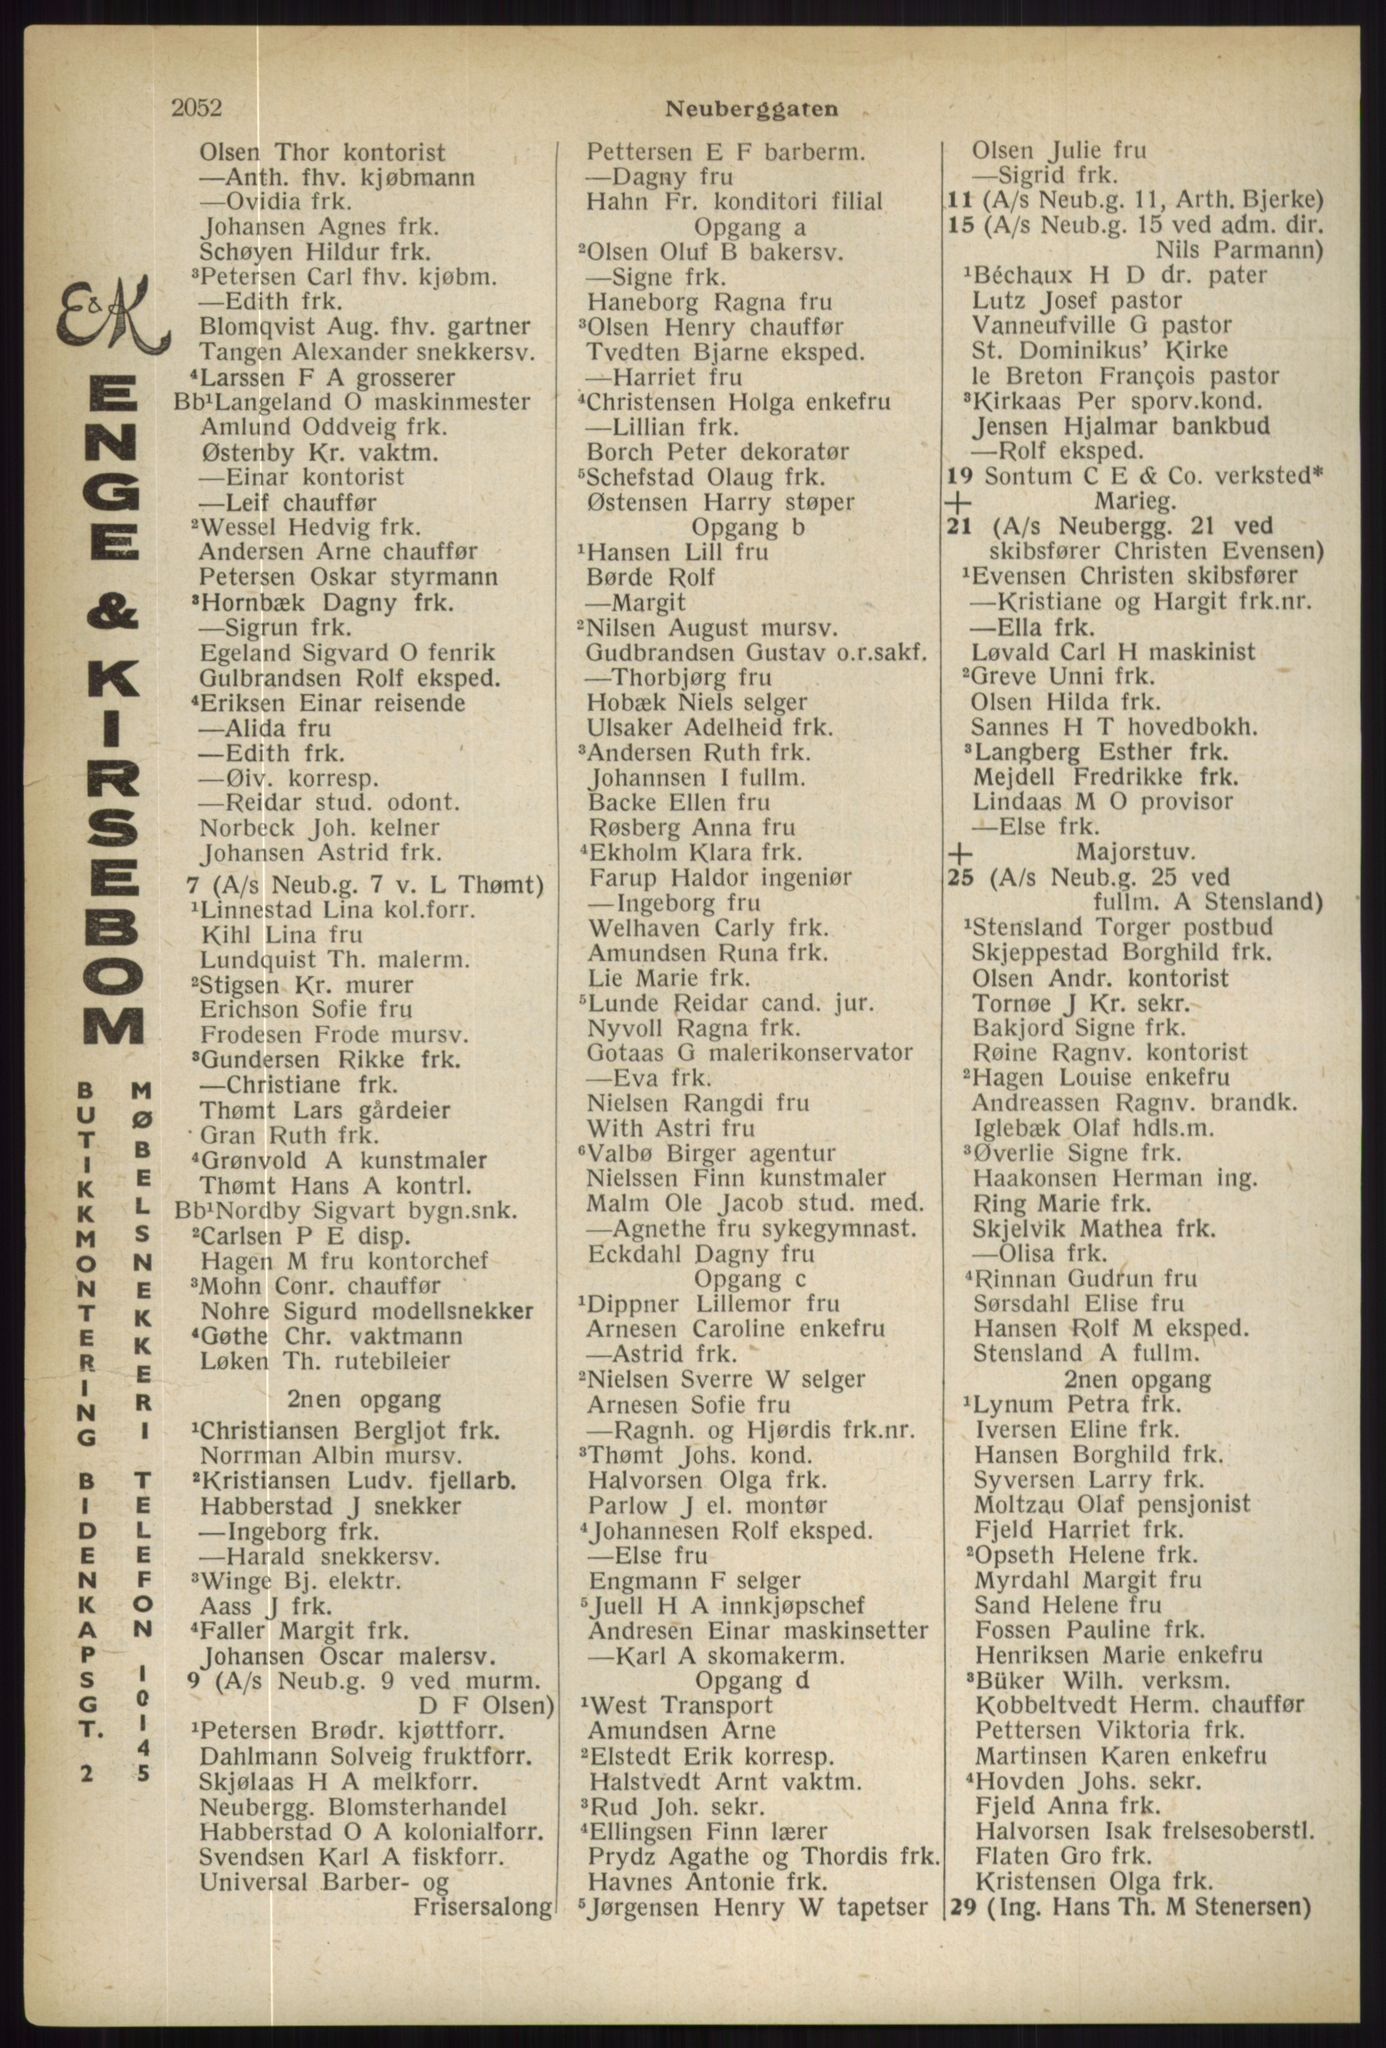 2052
Neuberggaten
E&K
ENGE & KIRSEBOM
BUTIKKMONTERING BIDENKAPSGT. 2
MØBELSNEKKERI TELEFON 10145
Olsen Thor kontorist
—Anth. fhv. kjøbmann
—Ovidia frk.
Johansen Agnes frk.
Schøyen Hildur frk.
³Petersen Carl fhv. kjøbm.
—Edith frk.
Blomqvist Aug. fhv. gartner
Tangen Alexander snekkersv.
⁴Larssen F A grosserer
Bb¹Langeland O maskinmester
Amlund Oddveig frk.
Østenby Kr. vaktm.
—Einar kontorist
—Leif chauffør
²Wessel Hedvig frk.
Andersen Arne chauffør
Petersen Oskar styrmann
³Hornbæk Dagny frk.
—Sigrun frk.
Egeland Sigvard O fenrik
Gulbrandsen Rolf eksped.
⁴Eriksen Einar reisende
—Alida fru
—Edith frk.
—Øiv. korresp.
—Reidar stud. odont.
Norbeck Joh. kelner
Johansen Astrid frk.
7 (A/s Neub.g. 7 v. L Thømt)
¹Linnestad Lina kol.forr.
Kihl Lina fru
Lundquist Th. malerm.
²Stigsen Kr. murer
Erichson Sofie fru
Frodesen Frode mursv.
³Gundersen Rikke frk.
—Christiane frk.
Thømt Lars gårdeier
Gran Ruth frk.
⁴Grønvold A kunstmaler
Thømt Hans A kontrl.
Bb¹Nordby Sigvart bygn.snk.
²Carlsen P E disp.
Hagen M fru kontorchef
³Mohn Conr. chauffør
Nohre Sigurd modellsnekker
⁴Gøthe Chr. vaktmann
Løken Th. rutebileier
2nen opgang
¹Christiansen Bergljot frk.
Norrman Albin mursv.
²Kristiansen Ludv. fjellarb.
Habberstad J snekker
—Ingeborg frk.
—Harald snekkersv.
³Winge Bj. elektr.
Aass J frk.
⁴Faller Margit frk.
Johansen Oscar malersv.
9 (A/s Neub.g. 9 ved murm.
D F Olsen)
¹Petersen Brødr. kjøttforr.
Dahlmann Solveig fruktforr.
Skjølaas H A melkforr.
Neubergg. Blomsterhandel
Habberstad O A kolonialforr.
Svendsen Karl A fiskforr.
Universal Barber- og
Frisersalong
Pettersen E F barberm.
—Dagny fru
Hahn Fr. konditori filial
Opgang a
²Olsen Oluf B bakersv.
—Signe frk.
Haneborg Ragna fru
³Olsen Henry chauffør
Tvedten Bjarne eksped.
—Harriet fru
⁴Christensen Holga enkefru
—Lillian frk.
Borch Peter dekoratør
⁵Schefstad Olaug frk.
Østensen Harry støper
Opgang b
¹Hansen Lill fru
Børde Rolf
—Margit
²Nilsen August mursv.
Gudbrandsen Gustav o.r.sakf.
—Thorbjørg fru
Hobæk Niels selger
Ulsaker Adelheid frk.
³Andersen Ruth frk.
Johannsen I fullm.
Backe Ellen fru
Røsberg Anna fru
⁴Ekholm Klara frk.
Farup Haldor ingeniør
—Ingeborg fru
Welhaven Carly frk.
Amundsen Runa frk.
Lie Marie frk.
⁵Lunde Reidar cand. jur.
Nyvoll Ragna frk.
Gotaas G malerikonservator
—Eva frk.
Nielsen Rangdi fru
With Astri fru
⁶Valbø Birger agentur
Nielssen Finn kunstmaler
Malm Ole Jacob stud. med.
—Agnethe fru sykegymnast.
Eckdahl Dagny fru
Opgang c
¹Dippner Lillemor fru
Arnesen Caroline enkefru
—Astrid frk.
²Nielsen Sverre W selger
Arnesen Sofie fru
—Ragnh. og Hjørdis frk.nr.
³Thømt Johs. kond.
Halvorsen Olga frk.
Parlow J el. montør
⁴Johannesen Rolf eksped.
—Else fru
Engmann F selger
⁵Juell H A innkjøpschef
Andresen Einar maskinsetter
—Karl A skomakerm.
Opgang d
¹West Transport
Amundsen Arne
²Elstedt Erik korresp.
Halstvedt Arnt vaktm.
³Rud Joh. sekr.
⁴Ellingsen Finn lærer
Prydz Agathe og Thordis frk.
Havnes Antonie frk.
⁵Jørgensen Henry W tapetser
Olsen Julie fru
—Sigrid frk.
11 (A/s Neub.g. 11, Arth. Bjerke)
15 (A/s Neub.g. 15 ved adm. dir.
Nils Parmann)
¹Béchaux H D dr. pater
Lutz Josef pastor
Vanneufville G pastor
St. Dominikus' Kirke
le Breton François pastor
³Kirkaas Per sporv.kond.
Jensen Hjalmar bankbud
—Rolf eksped.
19 Sontum C E & Co. verksted*
+ Marieg.
21 (A/s Neubergg. 21 ved
skibsfører Christen Evensen)
¹Evensen Christen skibsfører
—Kristiane og Hargit frk.nr.
—Ella frk.
Løvald Carl H maskinist
²Greve Unni frk.
Olsen Hilda frk.
Sannes H T hovedbokh.
³Langberg Esther frk.
Mejdell Fredrikke frk.
Lindaas M O provisor
—Else frk.
+ Majorstuv.
25 (A/s Neub.g. 25 ved
fullm. A Stensland)
¹Stensland Torger postbud
Skjeppestad Borghild frk.
Olsen Andr. kontorist
Tornøe J Kr. sekr.
Bakjord Signe frk.
Røine Ragnv. kontorist
²Hagen Louise enkefru
Andreassen Ragnv. brandk.
Iglebæk Olaf hdls.m.
³Øverlie Signe frk.
Haakonsen Herman ing.
Ring Marie frk.
Skjelvik Mathea frk.
—Olisa frk.
⁴Rinnan Gudrun fru
Sørsdahl Elise fru
Hansen Rolf M eksped.
Stensland A fullm.
2nen opgang
¹Lynum Petra frk.
Iversen Eline frk.
Hansen Borghild frk.
Syversen Larry frk.
Moltzau Olaf pensjonist
Fjeld Harriet frk.
²Opseth Helene frk.
Myrdahl Margit fru
Sand Helene fru
Fossen Pauline frk.
Henriksen Marie enkefru
³Büker Wilh. verksm.
Kobbeltvedt Herm. chauffør
Pettersen Viktoria frk.
Martinsen Karen enkefru
⁴Hovden Johs. sekr.
Fjeld Anna frk.
Halvorsen Isak frelsesoberstl.
Flaten Gro frk.
Kristensen Olga frk.
29 (Ing. Hans Th. M Stenersen)